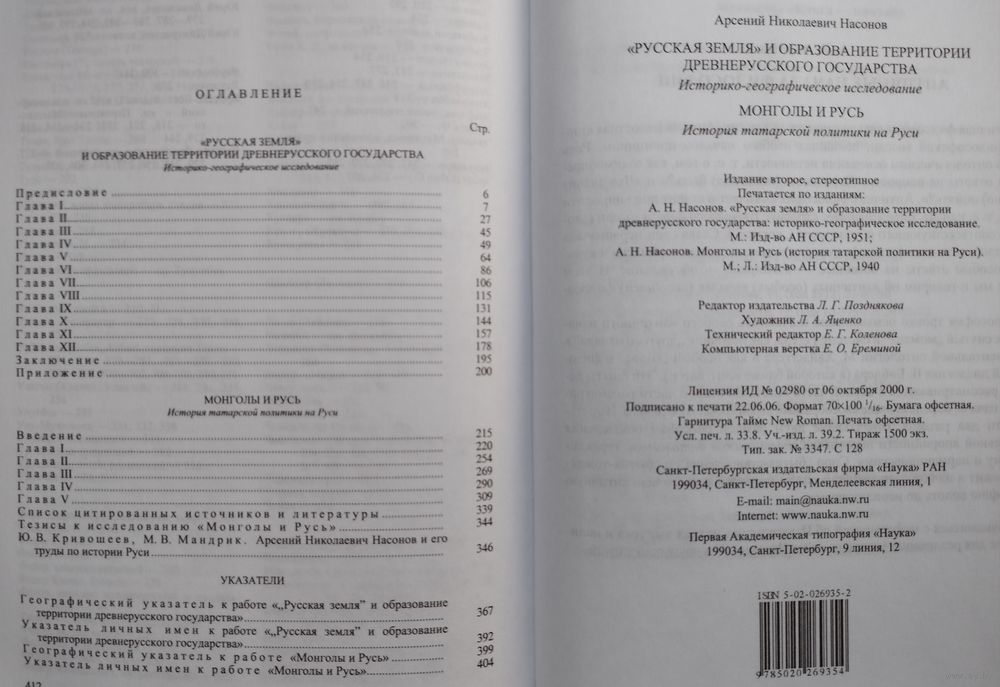 ОГЛАВЛЕНИЕ
Стр.
«РУССКАЯ ЗЕМЛЯ»
И ОБРАЗОВАНИЕ ТЕРРИТОРИИ ДРЕВНЕРУССКОГО ГОСУДАРСТВА
Историко-географическое исследование
Предисловие 6
Глава I 7
Глава II 27
Глава III 45
Глава IV 49
Глава V 64
Глава VI 86
Глава VII 106
Глава VIII 115
Глава IX 131
Глава X 144
Глава XI 157
Глава XII 178
Заключение 195
Приложение 200
МОНГОЛЫ И РУСЬ
История татарской политики на Руси
Введение 215
Глава I 220
Глава II 254
Глава III 269
Глава IV 290
Глава V 309
Список цитированных источников и литературы 339
Тезисы к исследованию «Монголы и Русь» 344
Ю. В. Кривошеев, М. В. Мандрик. Арсений Николаевич Насонов и его
труды по истории Руси 346
УКАЗАТЕЛИ
Географический указатель к работе «„Русская земля” и образование
территории древнерусского государства» 367
Указатель личных имен к работе «„Русская земля” и образование
территории древнерусского государства» 392
Географический указатель к работе «Монголы и Русь» 399
Указатель личных имен к работе «Монголы и Русь» 404
412
Арсений Николаевич Насонов
«РУССКАЯ ЗЕМЛЯ» И ОБРАЗОВАНИЕ ТЕРРИТОРИИ
ДРЕВНЕРУССКОГО ГОСУДАРСТВА
Историко-географическое исследование
МОНГОЛЫ И РУСЬ
История татарской политики на Руси
Издание второе, стереотипное
Печатается по изданиям:
А. Н. Насонов. «Русская земля» и образование территории
древнерусского государства: историко-географическое исследование.
М.: Изд-во АН СССР, 1951;
А. Н. Насонов. Монголы и Русь (история татарской политики на Руси).
М.; Л.: Изд-во АН СССР, 1940
Редактор издательства Л. Г. Позднякова
Художник Л. А. Яценко
Технический редактор Е. Г. Коленова
Компьютерная верстка Е. О. Ереминой
Лицензия ИД № 02980 от 06 октября 2000 г.
Подписано к печати 22.06.06. Формат 70×100 1/16. Бумага офсетная.
Гарнитура Таймс New Roman. Печать офсетная.
Усл. печ. л. 33.8. Уч.-изд. л. 39.2. Тираж 1500 экз.
Тип. зак. № 3347. С 128
Санкт-Петербургская издательская фирма «Наука» РАН
199034, Санкт-Петербург, Менделеевская линия, 1
E-mail: main@nauka.nw.ru
Internet: www.nauka.nw.ru
Первая Академическая типография «Наука»
199034, Санкт-Петербург, 9 линия, 12
ISBN 5-02-026935-2
9785020269354